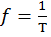 f = 1/T